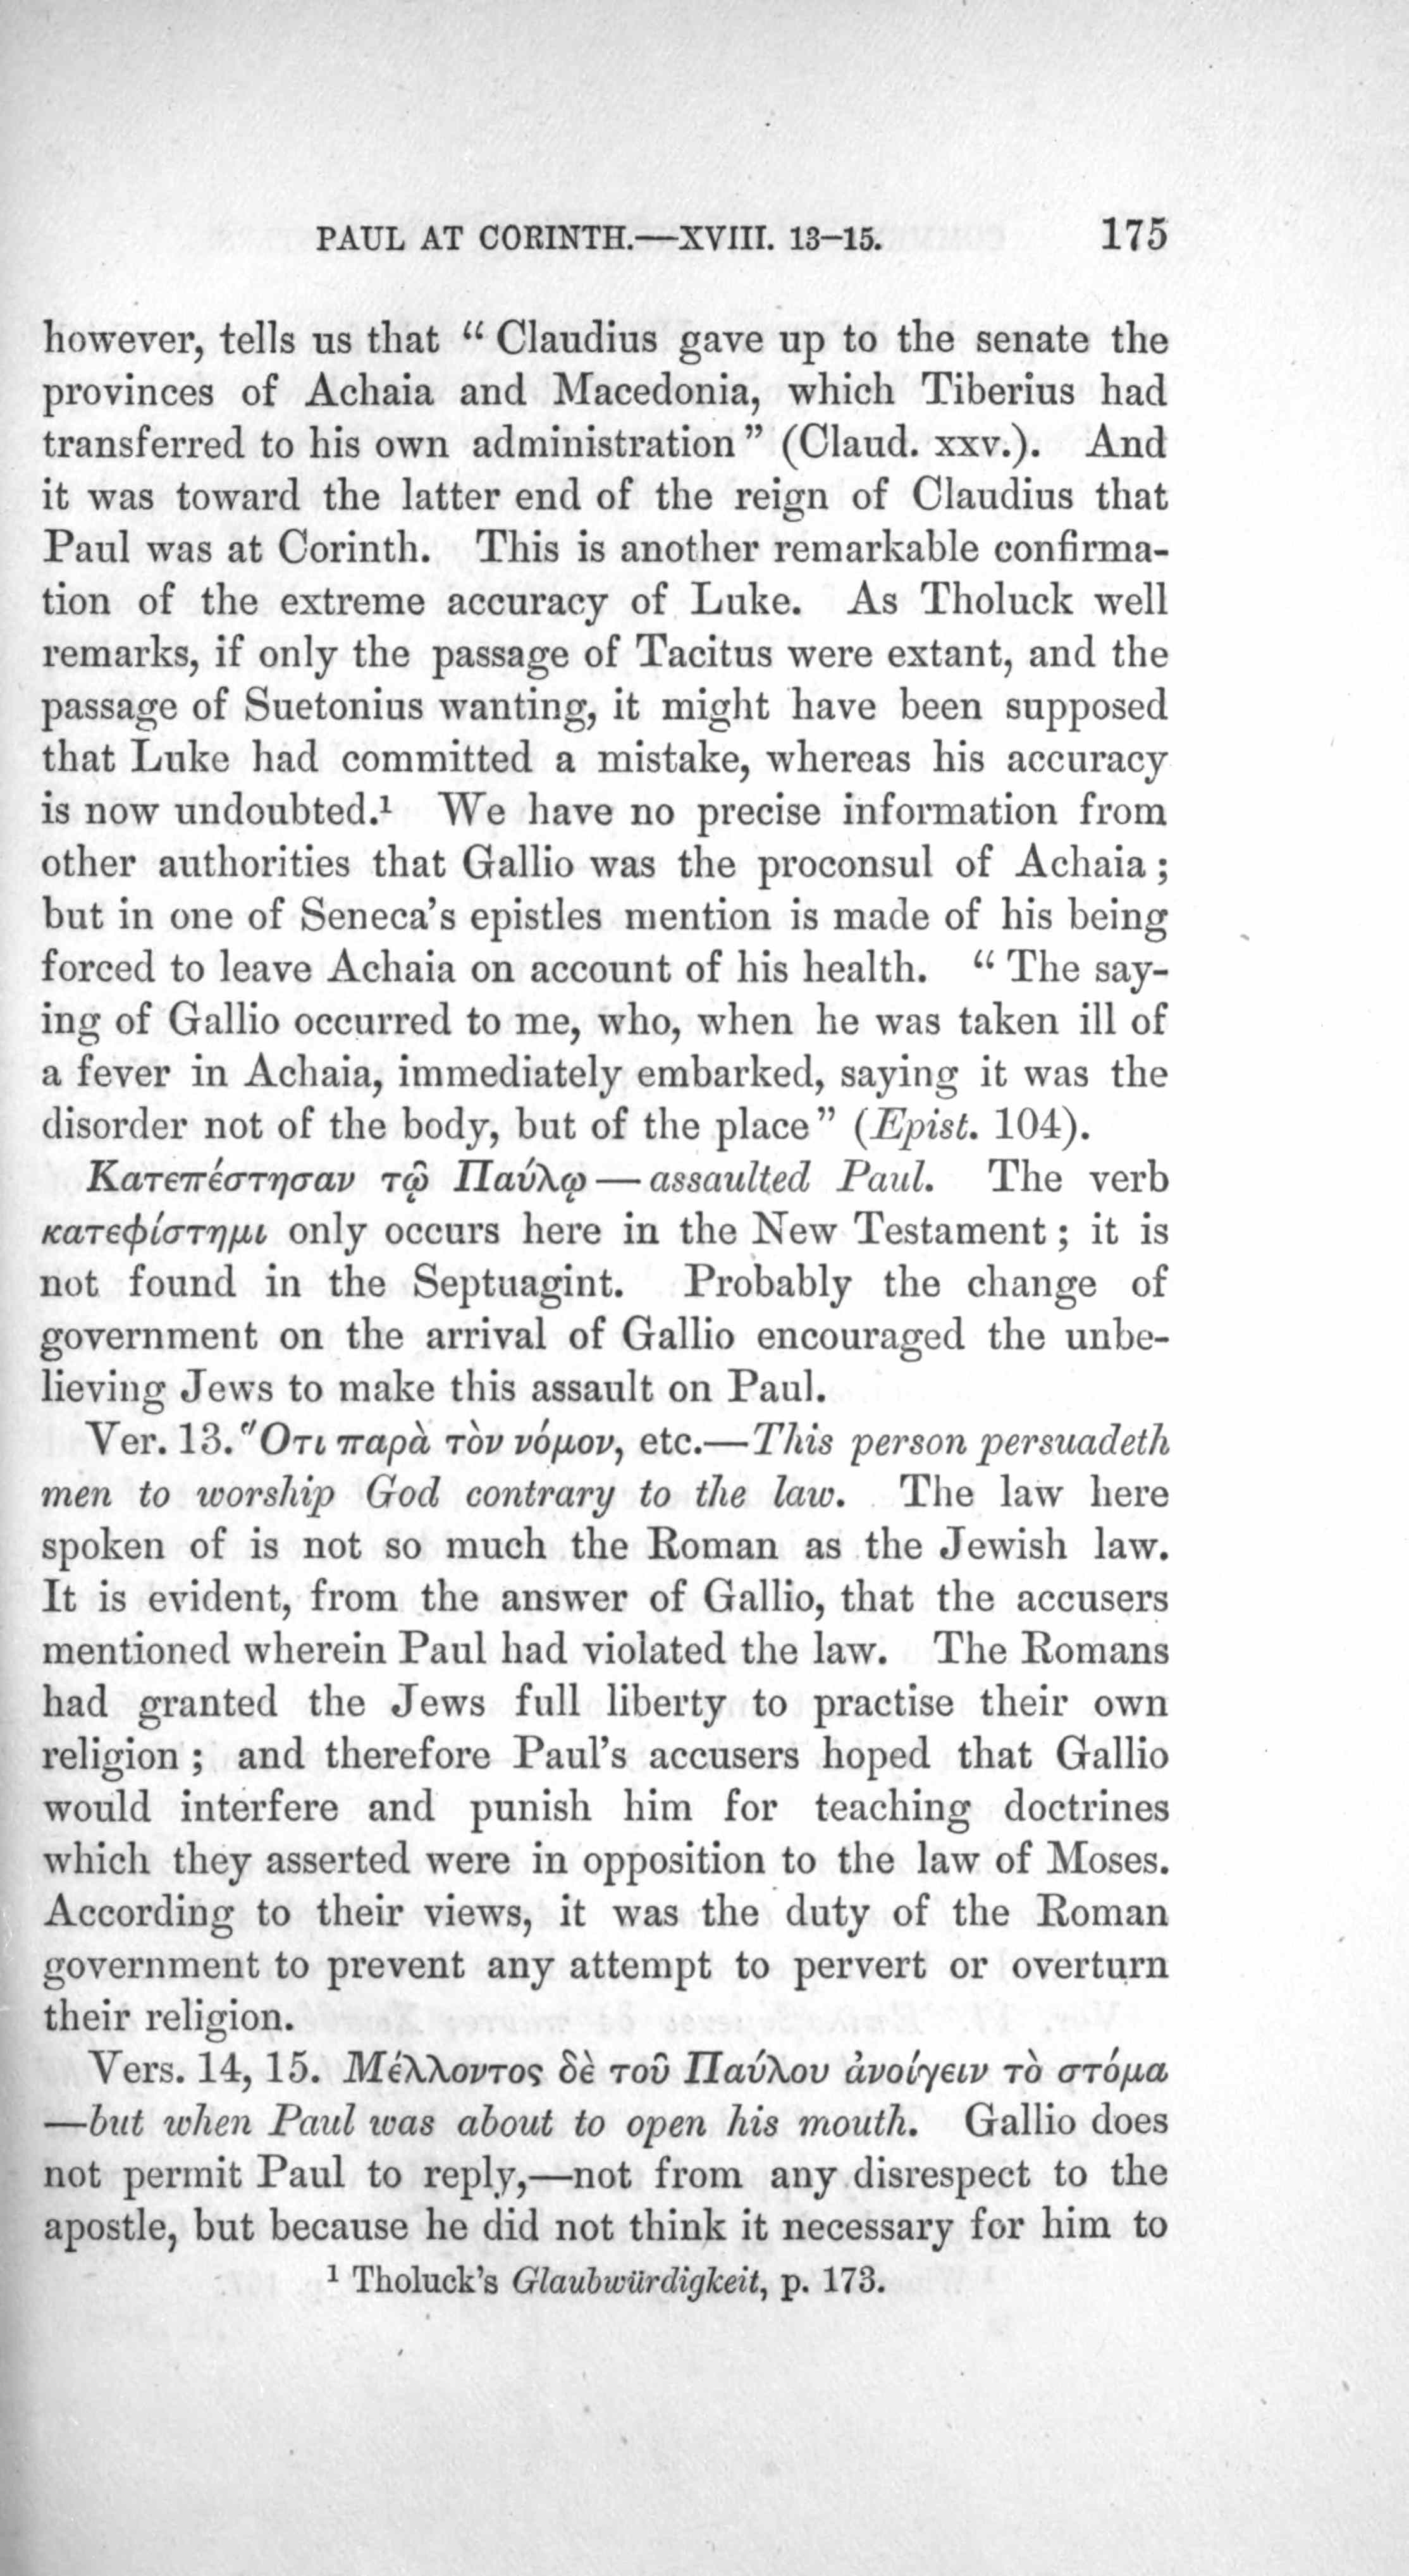 PAUL AT CORINTH.—XVIII. 13–15. 175
however, tells us that “ Claudius gave up to the senate the
provinces of Achaia and Macedonia, which Tiberius had
transferred to his own administration ” (Claud. xxv.). And
it was toward the latter end of the reign of Claudius that
Paul was at Corinth. This is another remarkable confirma-
tion of the extreme accuracy of Luke. As Tholuck well
remarks, if only the passage of Tacitus were extant, and the
passage of Suetonius wanting, it might have been supposed
that Luke had committed a mistake, whereas his accuracy
is now undoubted.¹ We have no precise information from
other authorities that Gallio was the proconsul of Achaia ;
but in one of Seneca’s epistles mention is made of his being
forced to leave Achaia on account of his health. “ The say-
ing of Gallio occurred to me, who, when he was taken ill of
a fever in Achaia, immediately embarked, saying it was the
disorder not of the body, but of the place ” (Epist. 104).
Κατεπέστησαν τῷ Παύλῳ — assaulted Paul. The verb
κατεφίστημι only occurs here in the New Testament ; it is
not found in the Septuagint. Probably the change of
government on the arrival of Gallio encouraged the unbe-
lieving Jews to make this assault on Paul.
Ver. 13. Ὅτι παρὰ τὸν νόμον, etc.—This person persuadeth
men to worship God contrary to the law. The law here
spoken of is not so much the Roman as the Jewish law.
It is evident, from the answer of Gallio, that the accusers
mentioned wherein Paul had violated the law. The Romans
had granted the Jews full liberty to practise their own
religion ; and therefore Paul’s accusers hoped that Gallio
would interfere and punish him for teaching doctrines
which they asserted were in opposition to the law of Moses.
According to their views, it was the duty of the Roman
government to prevent any attempt to pervert or overturn
their religion.
Vers. 14, 15. Μέλλοντος δὲ τοῦ Παύλου ἀνοίγειν τὸ στόμα
—but when Paul was about to open his mouth. Gallio does
not permit Paul to reply,—not from any disrespect to the
apostle, but because he did not think it necessary for him to
¹ Tholuck’s Glaubwürdigkeit, p. 173.